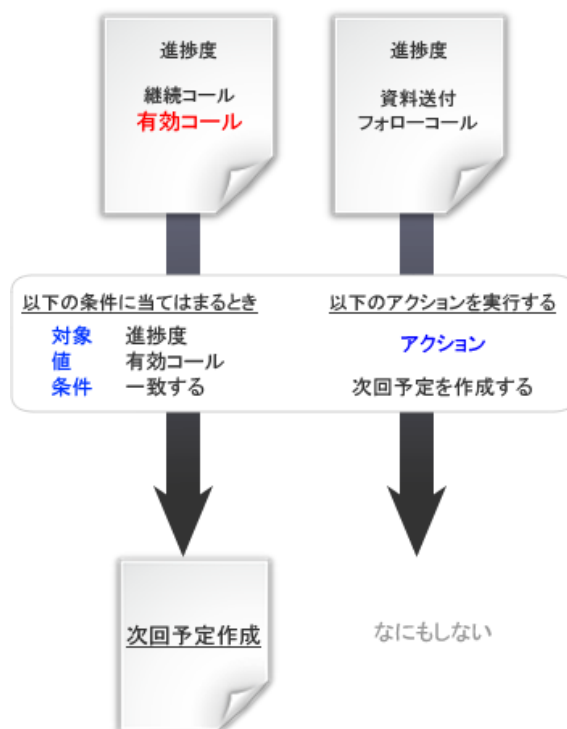 進捗度
継続コール
有効コール
進捗度
資料送付
フォローコール
以下の条件に当てはまるとき
対象 進捗度
値 有効コール
条件 一致する
以下のアクションを実行する
アクション
次回予定を作成する
次回予定作成
なにもしない